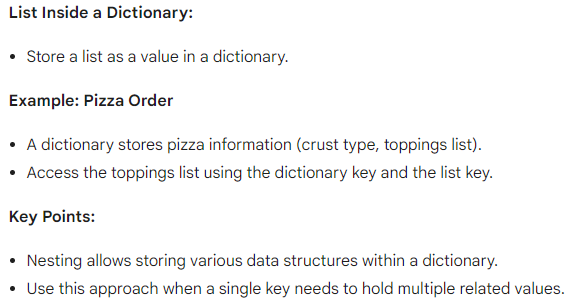 List Inside a Dictionary:
• Store a list as a value in a dictionary.
Example: Pizza Order
• A dictionary stores pizza information (crust type, toppings list).
• Access the toppings list using the dictionary key and the list key.
Key Points:
• Nesting allows storing various data structures within a dictionary.
• Use this approach when a single key needs to hold multiple related values.